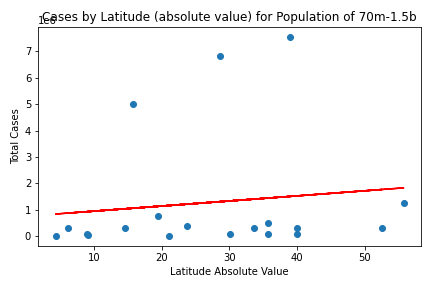 Cases by Latitude (absolute value) for Population of 70m-1.5b
1e6
7
6
5
4
3
2
1
0
Total Cases
10 20 30 40 50
Latitude Absolute Value